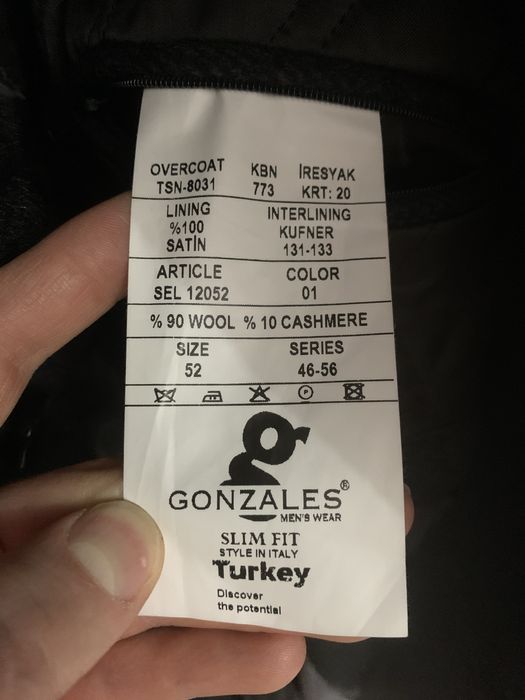 OVERCOAT KBN İRESYAK
TSN-8031 773 KRT: 20
LINING INTERLINING
%100 KUFNER
SATİN 131-133
ARTICLE COLOR
SEL 12052 01
% 90 WOOL % 10 CASHMERE
SIZE SERIES
52 46-56
P
g
GONZALES®
MEN'S WEAR
SLIM FIT
STYLE IN ITALY
Turkey
Discover
the potential